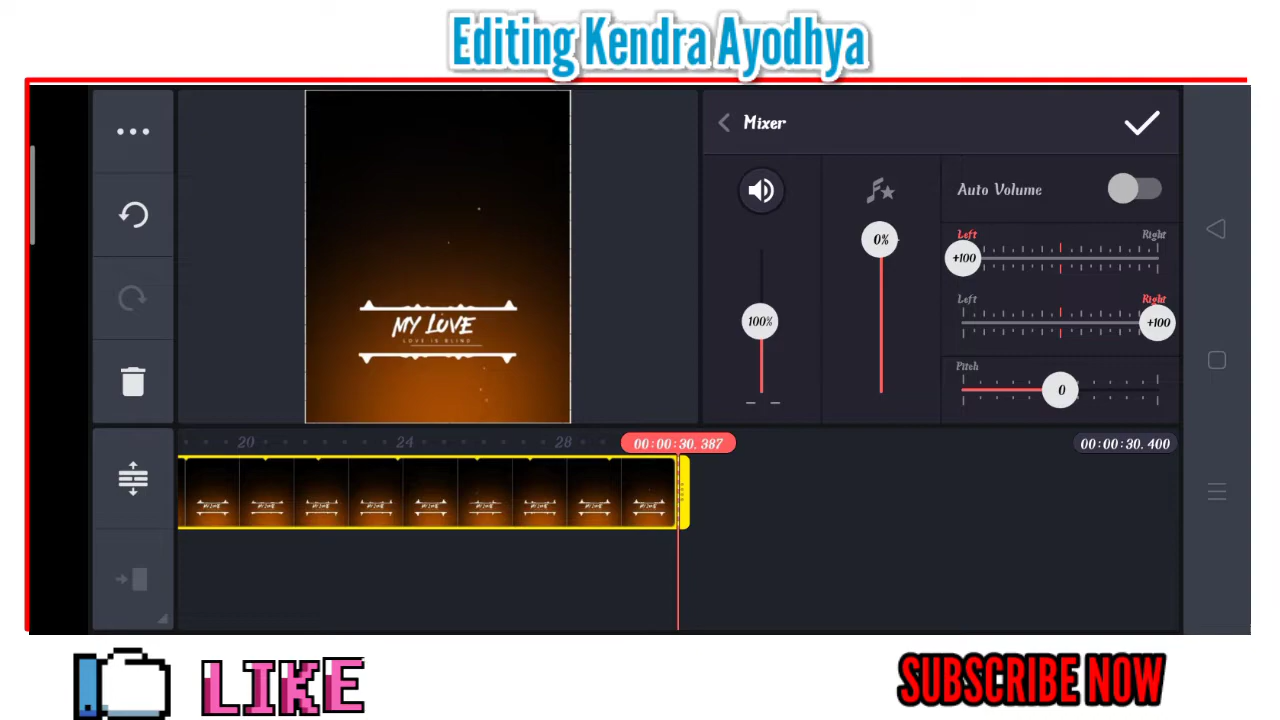 Editing Kendra Ayodhya
Mixer
Auto Volume
0%
Left Right
+100
MY LOVE
LOVE IS BLIND
100%
Left Right
+100
Pitch
0
20 24 28 00:00:30.387 00:00:30.400
LIKE
SUBSCRIBE NOW